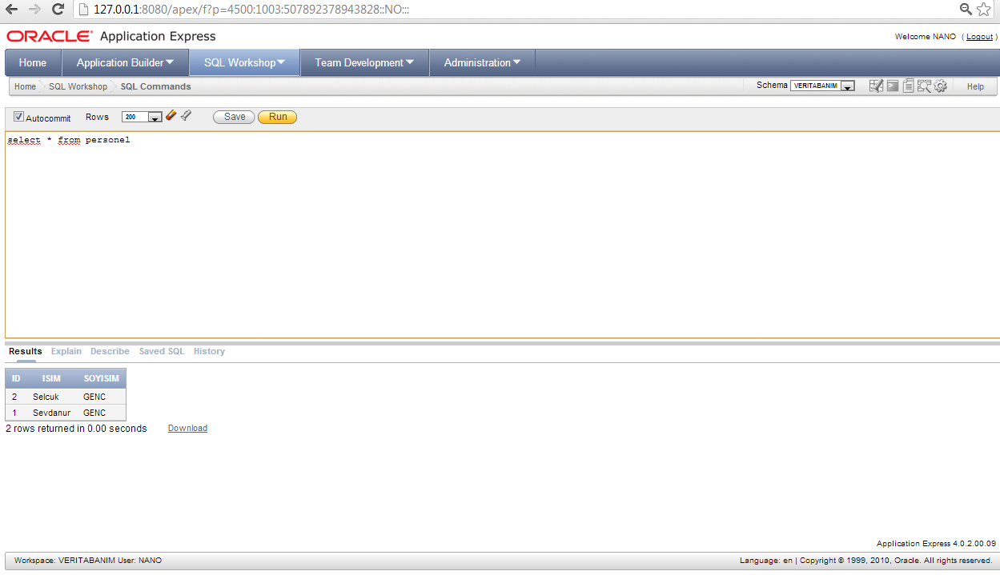 127.0.0.1:8080/apex/f?p=4500:1003:507892378943828::NO:::
ORACLE Application Express
Welcome NANO ( Logout )
Home Application Builder SQL Workshop Team Development Administration
Home SQL Workshop SQL Commands Schema VERITABANIM Help
Autocommit Rows 200 Save Run
select * from personel
Results Explain Describe Saved SQL History
ID ISIM SOYISIM
2 Selcuk GENC
1 Sevdanur GENC
2 rows returned in 0.00 seconds Download
Application Express 4.0.2.00.09
Workspace: VERITABANIM User: NANO Language: en | Copyright © 1999, 2010, Oracle. All rights reserved.